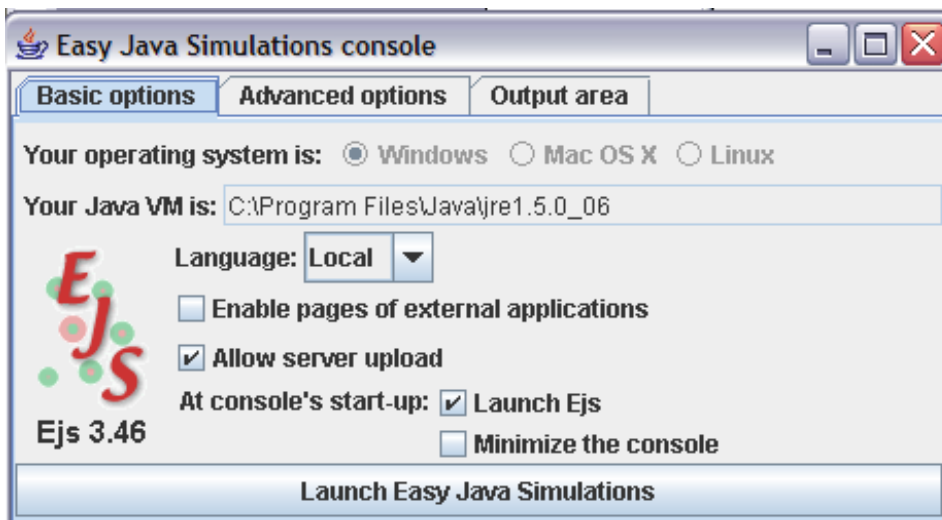 Easy Java Simulations console
Basic options Advanced options Output area
Your operating system is: Windows Mac OS X Linux
Your Java VM is: C:\Program Files\Java\jre1.5.0_06
Language: Local
Enable pages of external applications
Allow server upload
At console's start-up: Launch Ejs
Minimize the console
EJS
Ejs 3.46
Launch Easy Java Simulations